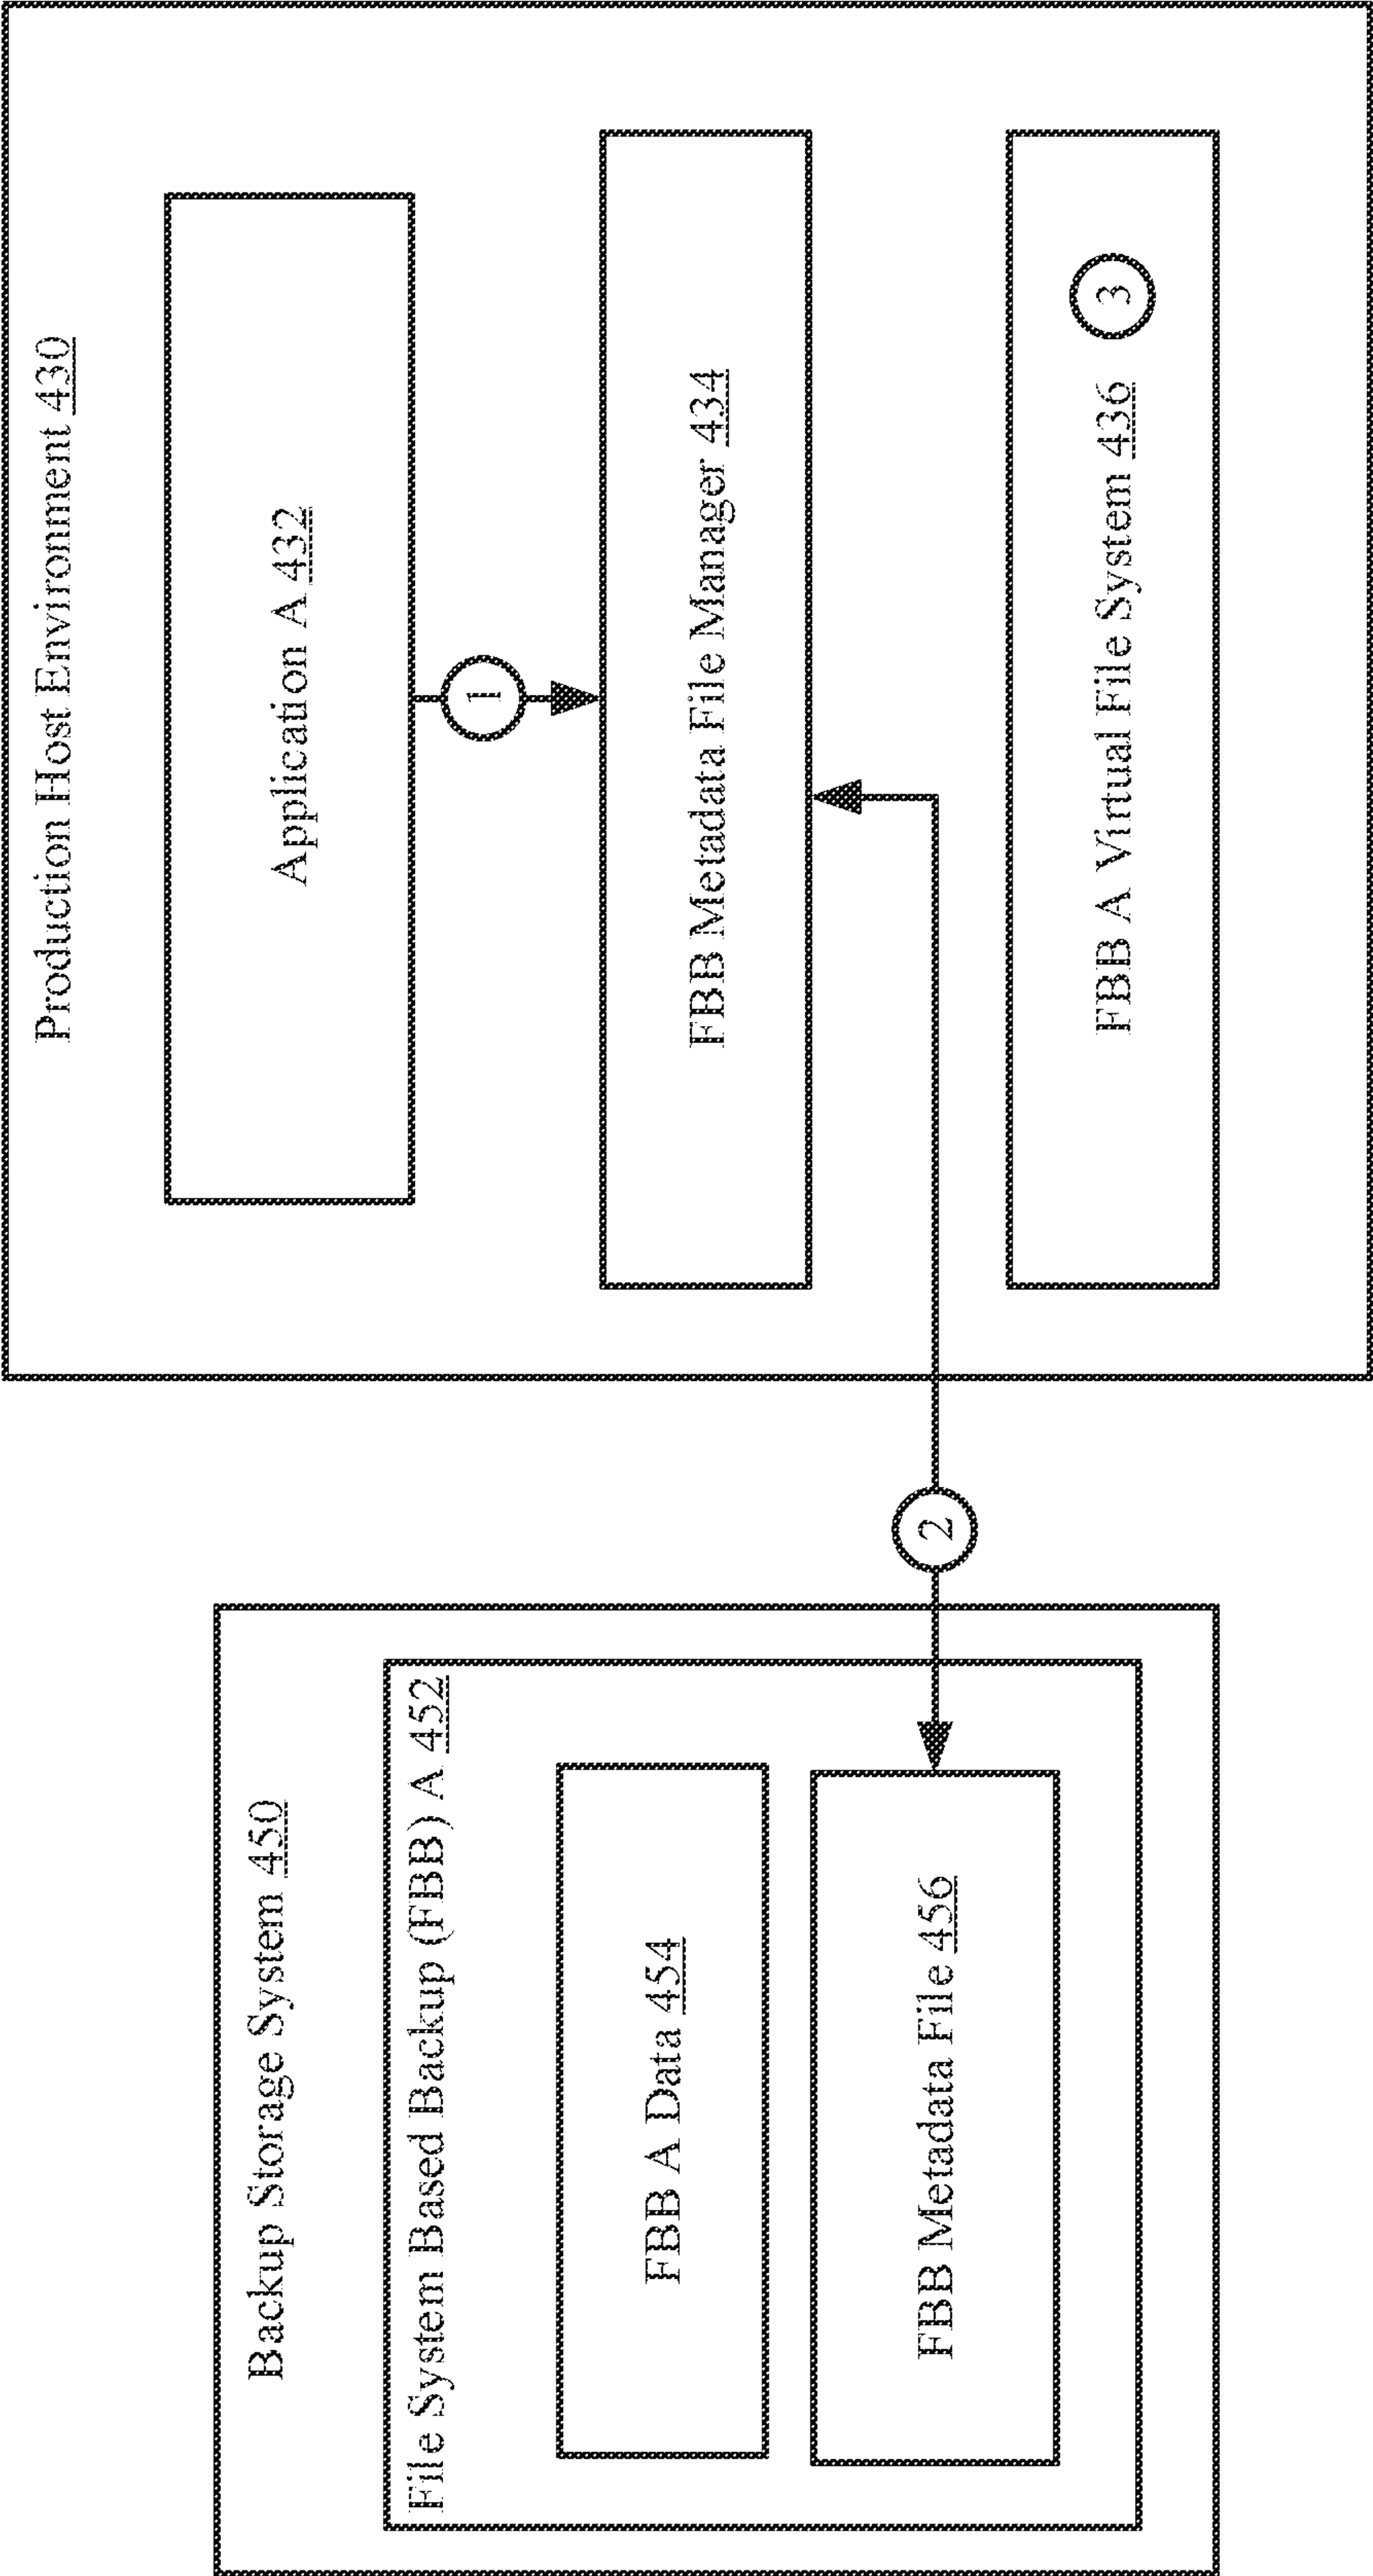 Backup Storage System 450
File System Based Backup (FBB) A 452
FBB A Data 454
FBB Metadata File 456
2
Production Host Environment 430
Application A 432
1
FBB Metadata File Manager 434
FBB A Virtual File System 436
3